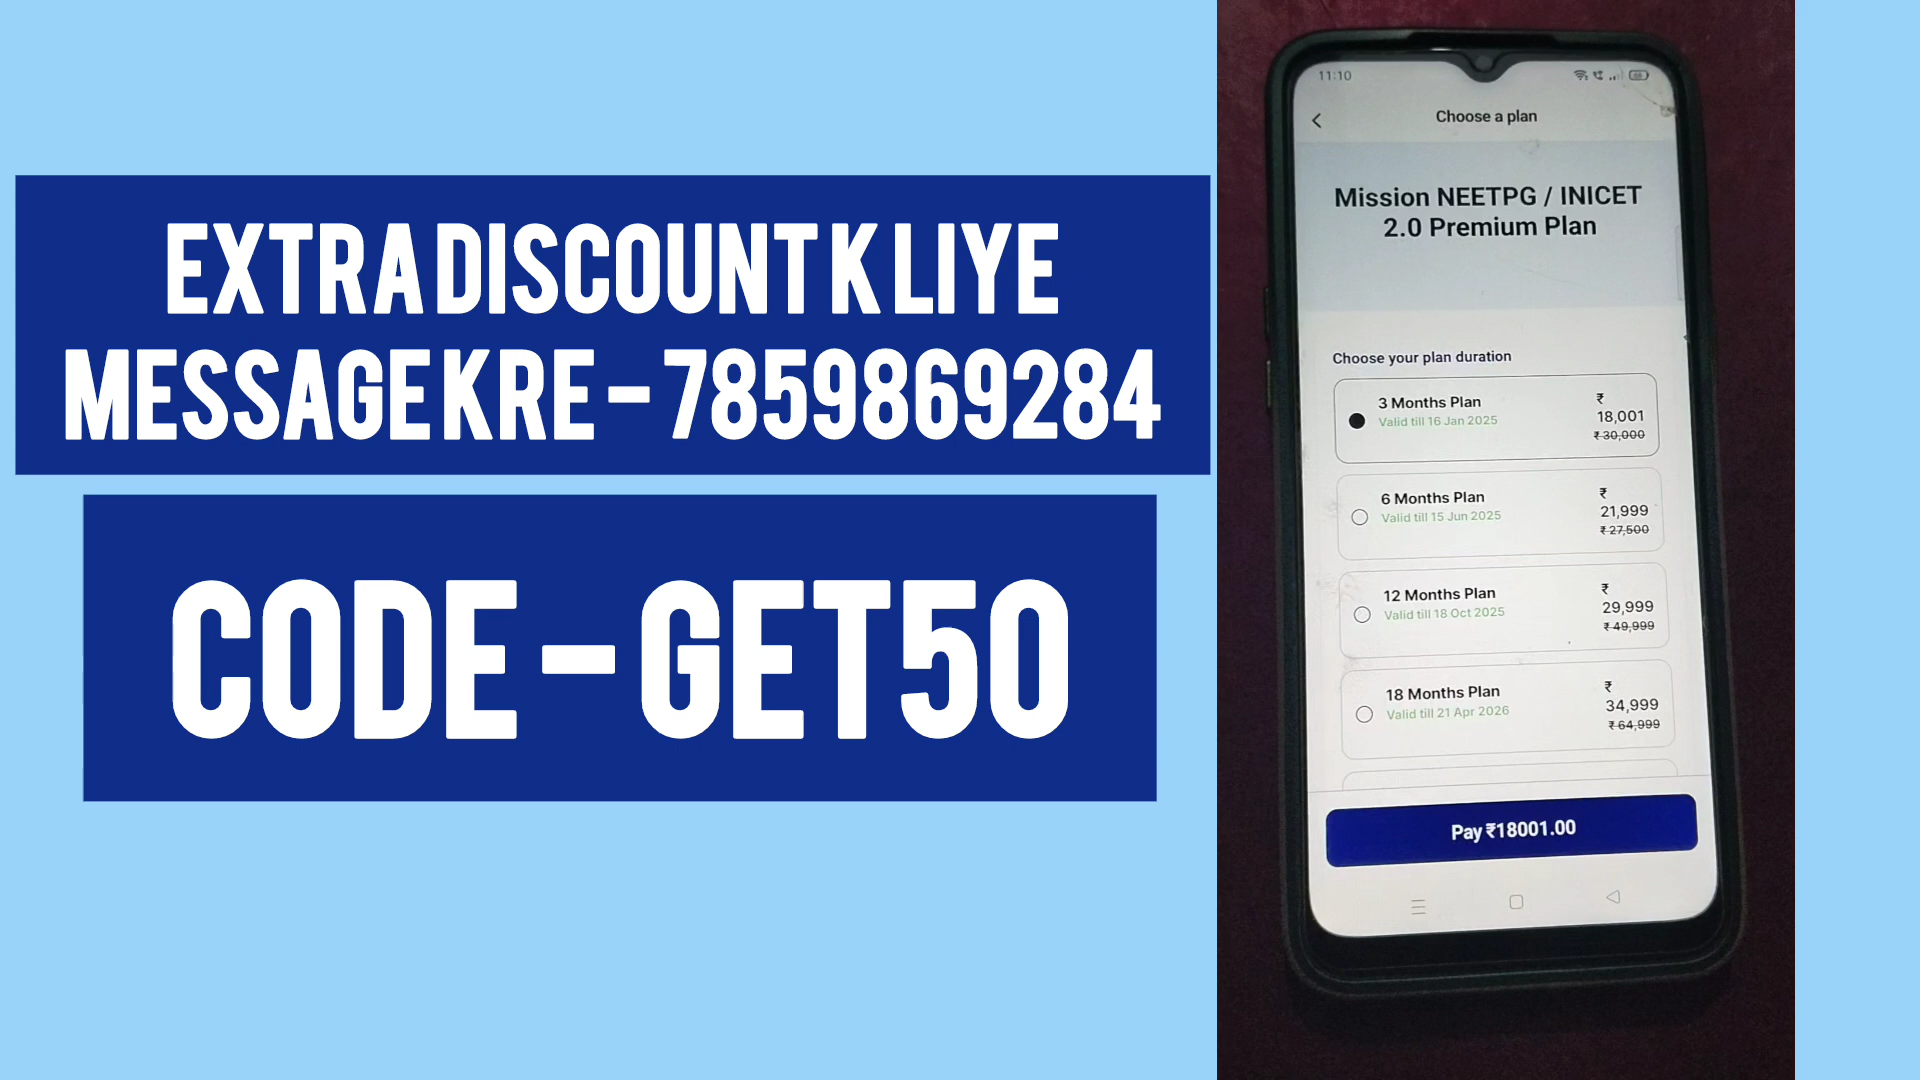 EXTRA DISCOUNT K LIYE
MESSAGE KRE - 7859869284
CODE - GET50
11:10
Choose a plan
Mission NEETPG / INICET
2.0 Premium Plan
Choose your plan duration
3 Months Plan
Valid till 16 Jan 2025
₹
18,001
₹ 30,000
6 Months Plan
Valid till 15 Jun 2025
₹
21,999
₹ 27,500
12 Months Plan
Valid till 18 Oct 2025
₹
29,999
₹ 49,999
18 Months Plan
Valid till 21 Apr 2026
₹
34,999
₹ 64,999
Pay ₹18001.00